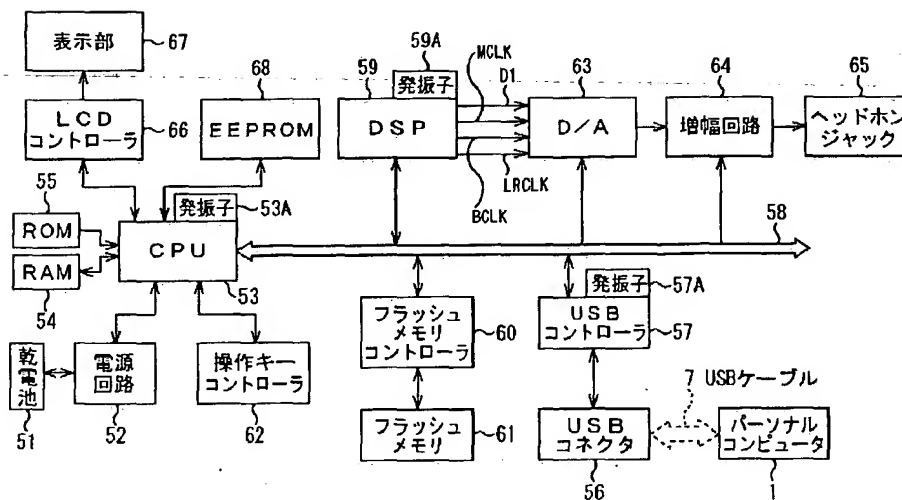 表示部
67
59A
68
59
発振子
MCLK
D1
63
64
65
LCD
コントローラ
66
EEPROM
DSP
D/A
増幅回路
ヘッドホン
ジャック
LRCLK
BCLK
55
発振子
53A
ROM
CPU
58
RAM
54
53
発振子
57A
フラッシュ
メモリ
コントローラ
60
USB
コントローラ
57
乾電池
51
電源
回路
52
操作キー
コントローラ
62
フラッシュ
メモリ
61
7 USBケーブル
USB
コネクタ
56
パーソナル
コンピュータ
1